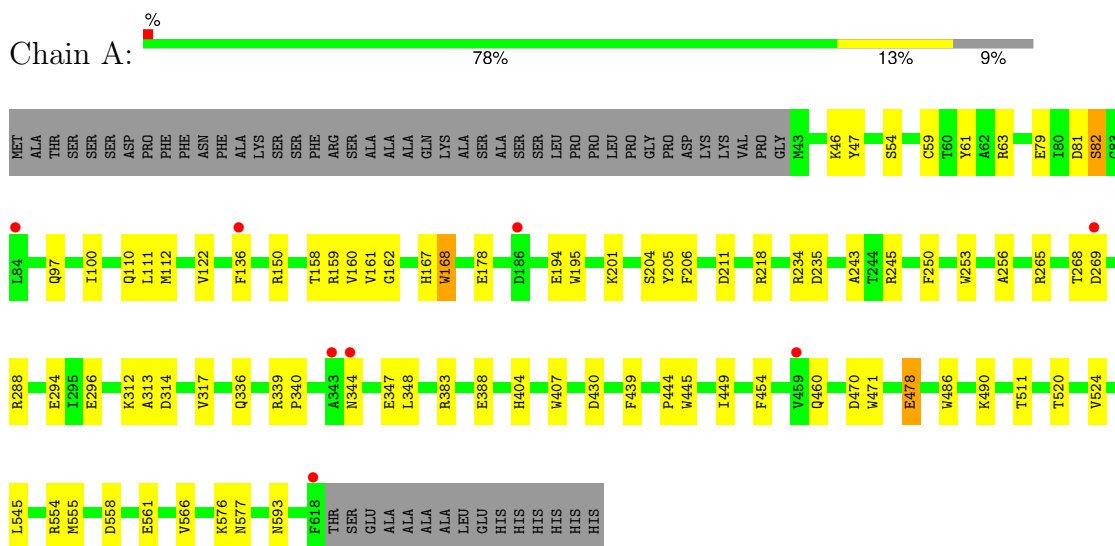 %
Chain A:
78% 13% 9%
MET ALA THR SER SER SER ASP PRO PHE PHE ASN PHE ALA LYS SER SER PHE ARG SER ALA ALA ALA GLN LYS ALA SER ALA SER SER LEU PRO PRO LEU PRO GLY PRO ASP LYS LYS VAL PRO GLY M43 K46 Y47 S54 C59 T60 Y61 A62 R63 E79 I80 D81 S82 G83
L84 Q97 I100 Q110 L111 M112 V122 F136 R150 T158 R159 V160 V161 G162 H167 W168 E178 D186 E194 W195 K201 S204 Y205 F206 D211 R218 R234 D235 A243 T244 R245 F250 W253 A256 R265 T268 D269
R288 E294 I295 E296 K312 A313 D314 V317 Q336 R339 P340 A343 N344 E347 L348 R383 E388 H404 W407 D430 F439 P444 W445 I449 F454 V459 Q460 D470 W471 E478 W486 K490 T511 T520 V524
L545 R554 M555 D558 E561 V566 K576 N577 N593 F618 THR SER GLU ALA ALA ALA ALA LEU GLU HIS HIS HIS HIS HIS HIS